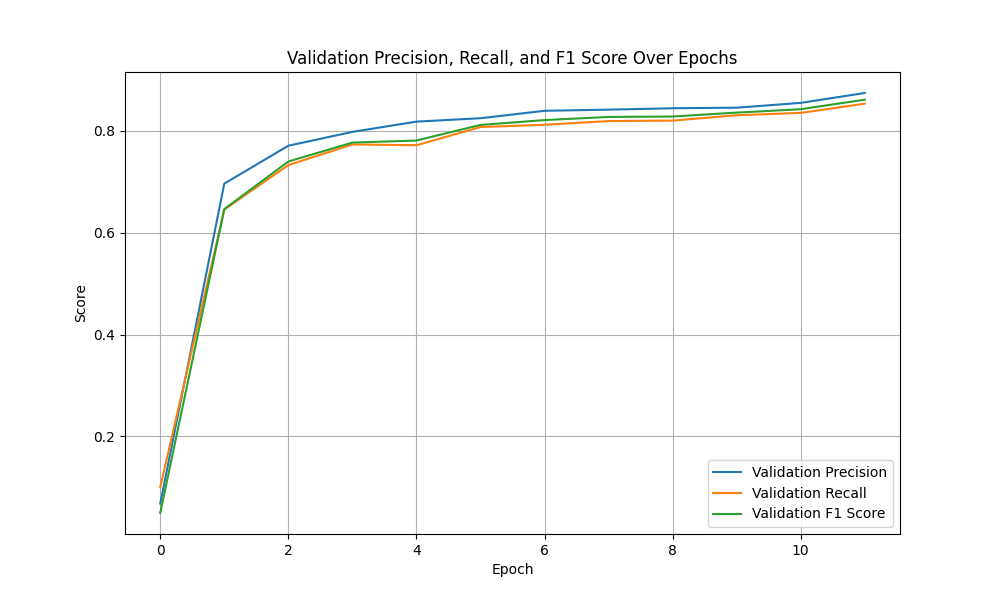 Validation Precision, Recall, and F1 Score Over Epochs
Score
0.8
0.6
0.4
0.2
Validation Precision
Validation Recall
Validation F1 Score
0 2 4 6 8 10
Epoch